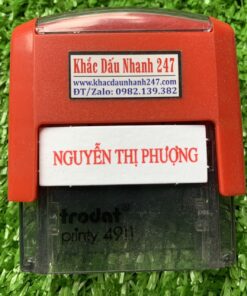 Khắc Dấu Nhanh 247
www.khacdaunhanh247.com
ĐT/Zalo: 0982.139.382
NGUYỄN THỊ PHƯỢNG
trodat
printy 4911